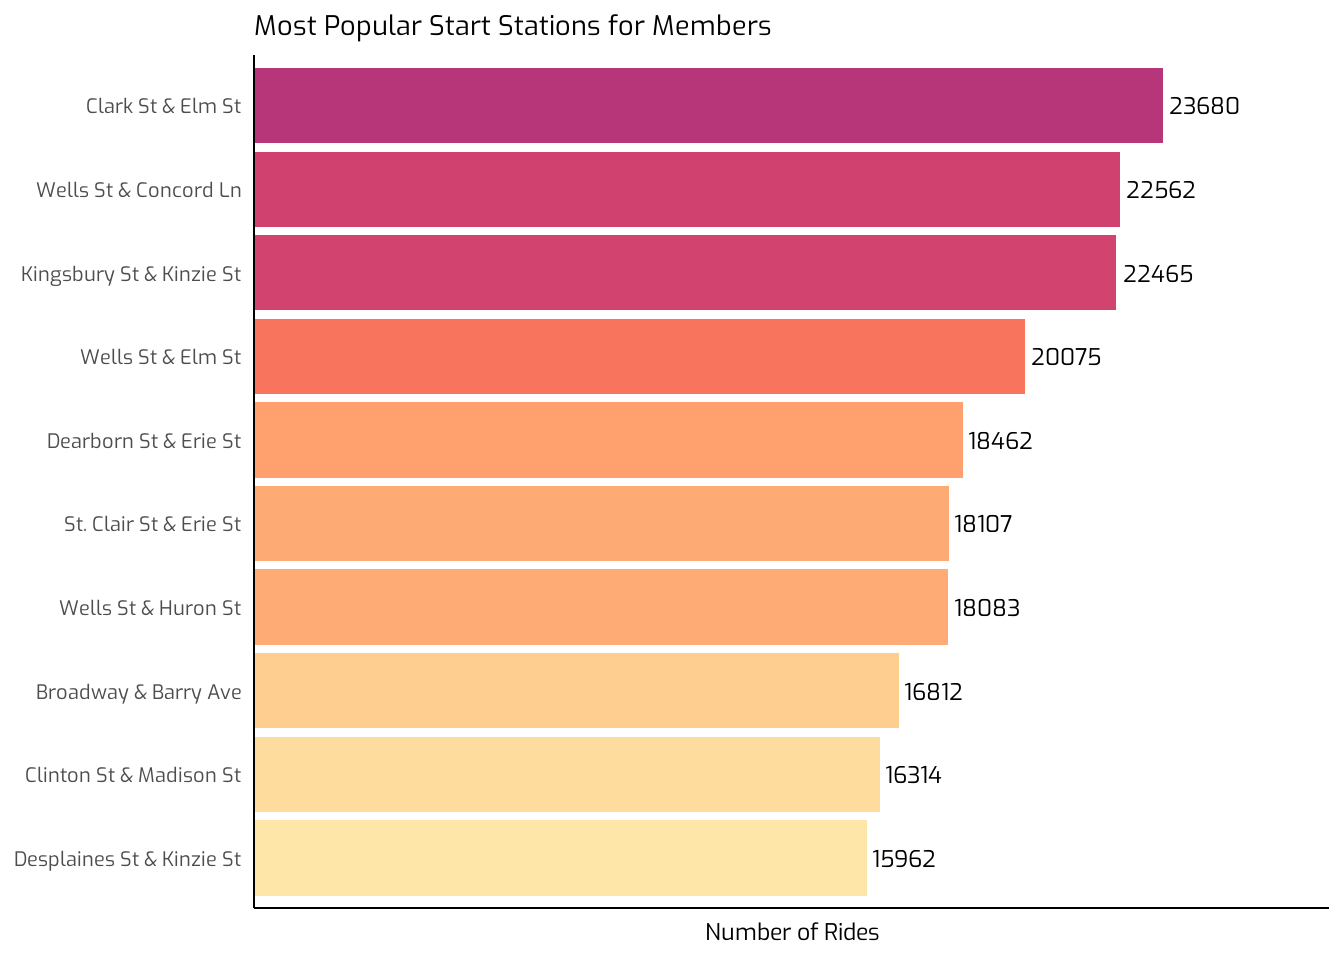 Most Popular Start Stations for Members
Clark St & Elm St 23680
Wells St & Concord Ln 22562
Kingsbury St & Kinzie St 22465
Wells St & Elm St 20075
Dearborn St & Erie St 18462
St. Clair St & Erie St 18107
Wells St & Huron St 18083
Broadway & Barry Ave 16812
Clinton St & Madison St 16314
Desplaines St & Kinzie St 15962
Number of Rides